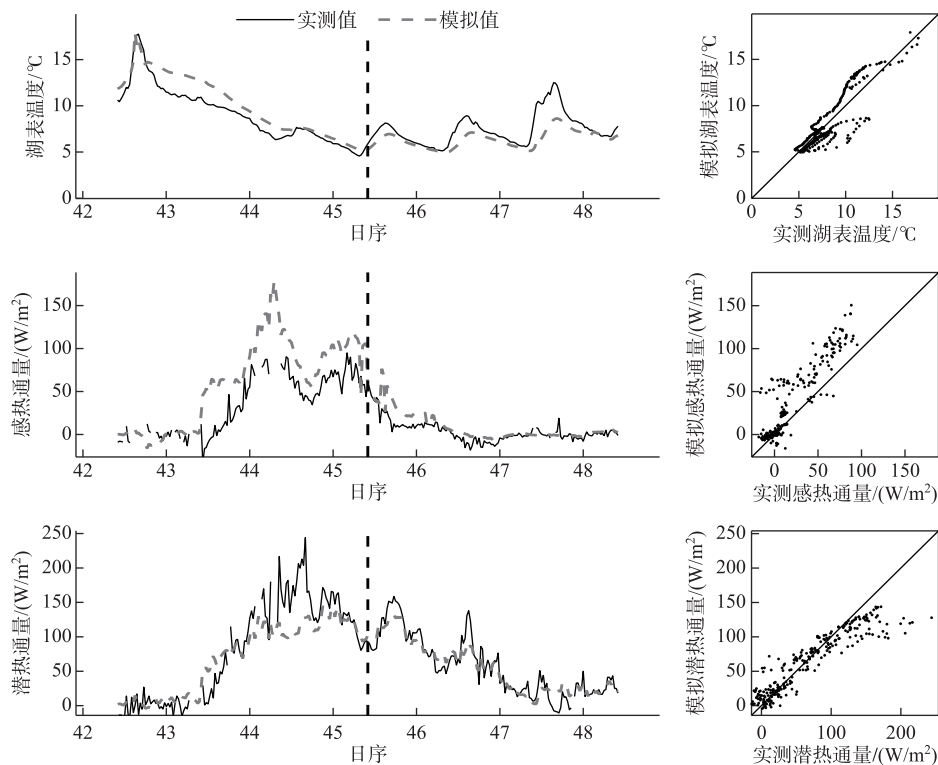 实测值 模拟值
湖表温度/℃
15
10
5
0
42 43 44 45 46 47 48
日序
模拟湖表温度/℃
15
10
5
0
0 5 10 15
实测湖表温度/℃
感热通量/(W/m²)
150
100
50
0
42 43 44 45 46 47 48
日序
模拟感热通量/(W/m²)
150
100
50
0
0 50 100 150
实测感热通量/(W/m²)
潜热通量/(W/m²)
250
200
150
100
50
0
42 43 44 45 46 47 48
日序
模拟潜热通量/(W/m²)
250
200
150
100
50
0
0 100 200
实测潜热通量/(W/m²)